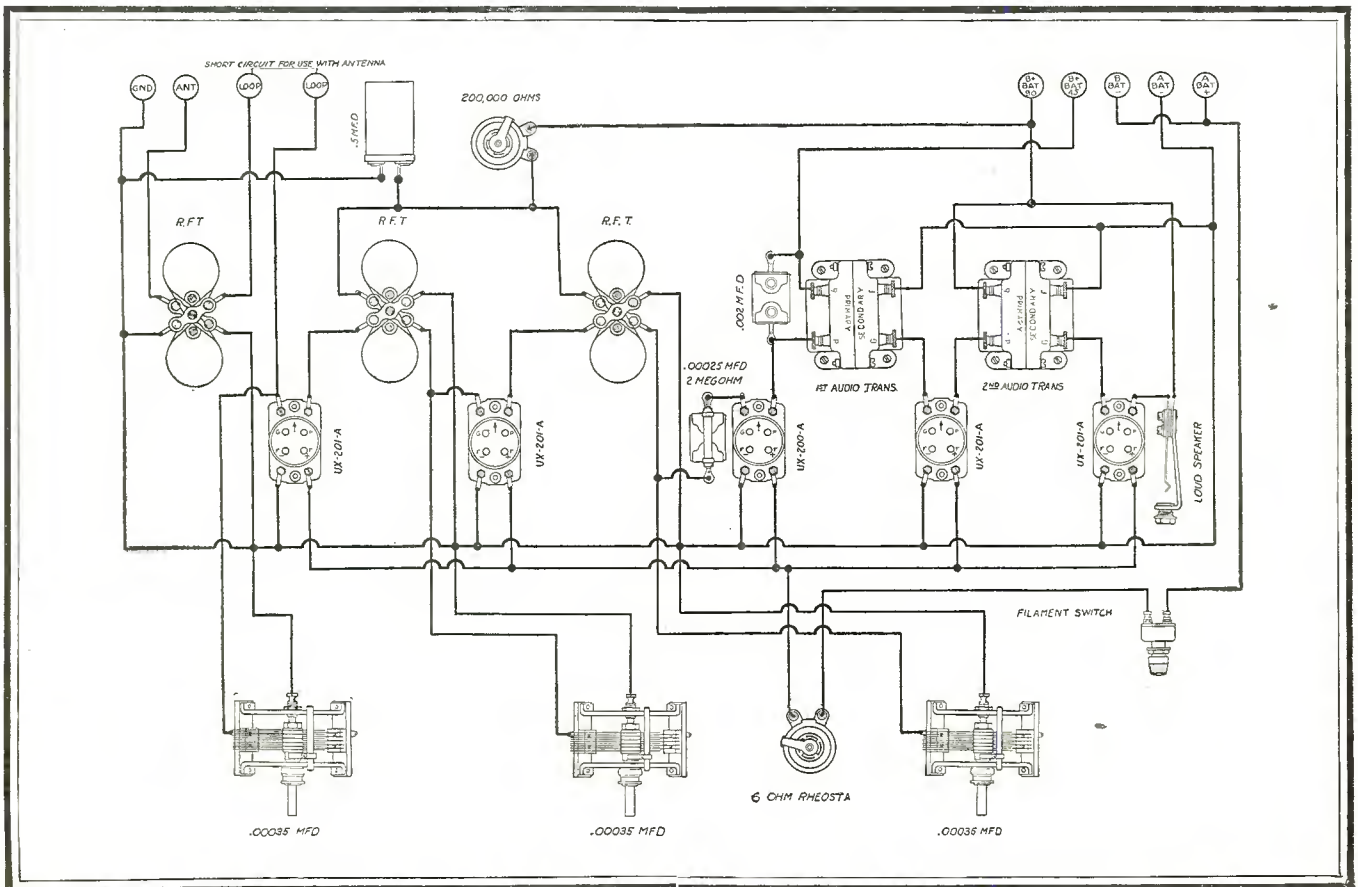 SHORT CIRCUIT FOR USE WITH ANTENNA
GND
ANT
LOOP
LOOP
.5 M.F.D
200,000 OHMS
B+
BAT
90
B+
BAT
45
B
BAT
-
A
BAT
-
A
BAT
+
R.F.T
R.F.T
R.F.T.
.002 M.F.D
PRIMARY
SECONDARY
PRIMARY
SECONDARY
1ST AUDIO TRANS.
2ND AUDIO TRANS
.00025 MFD
2 MEGOHM
UX-201-A
UX-201-A
UX-200-A
UX-201-A
UX-201-A
LOUD SPEAKER
FILAMENT SWITCH
6 OHM RHEOSTA
.00035 MFD
.00035 MFD
.00035 MFD